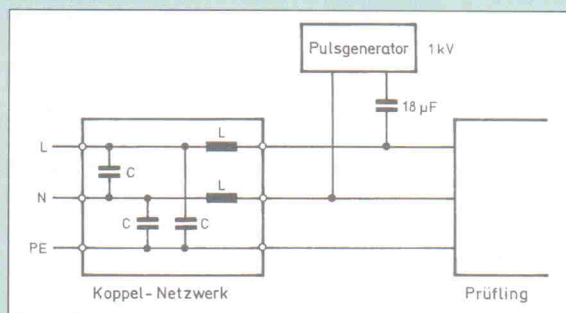 Pulsgenerator
1 kV
18 µF
L
L
C
N
L
C
C
PE
Koppel-Netzwerk
Prüfling